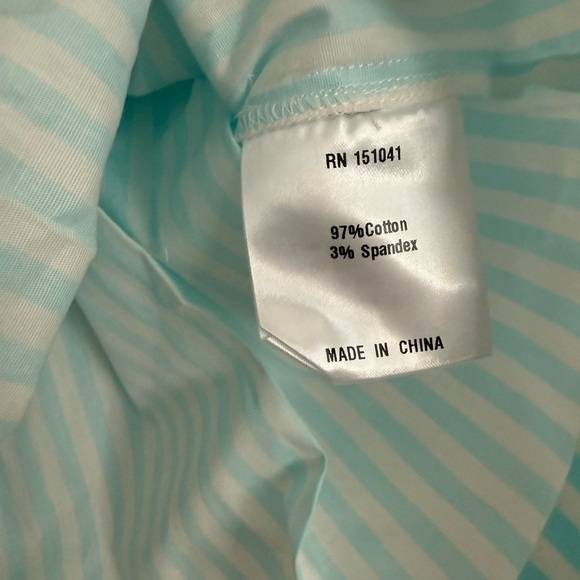 RN 151041
97%Cotton
3% Spandex
MADE IN CHINA